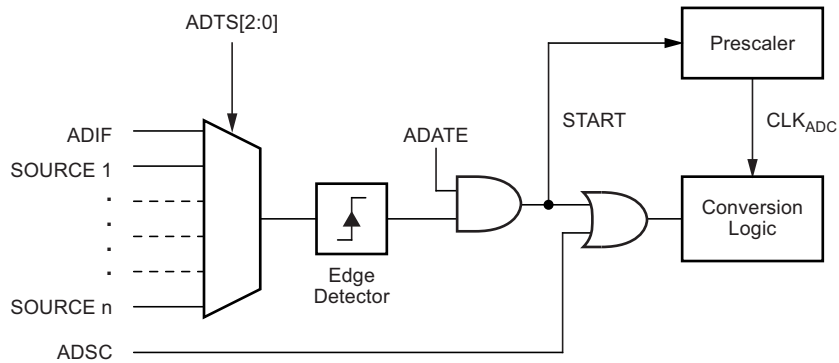 ADTS[2:0]
Prescaler
ADIF
ADATE
START
CLKADC
SOURCE 1
Conversion
Logic
Edge
Detector
SOURCE n
ADSC